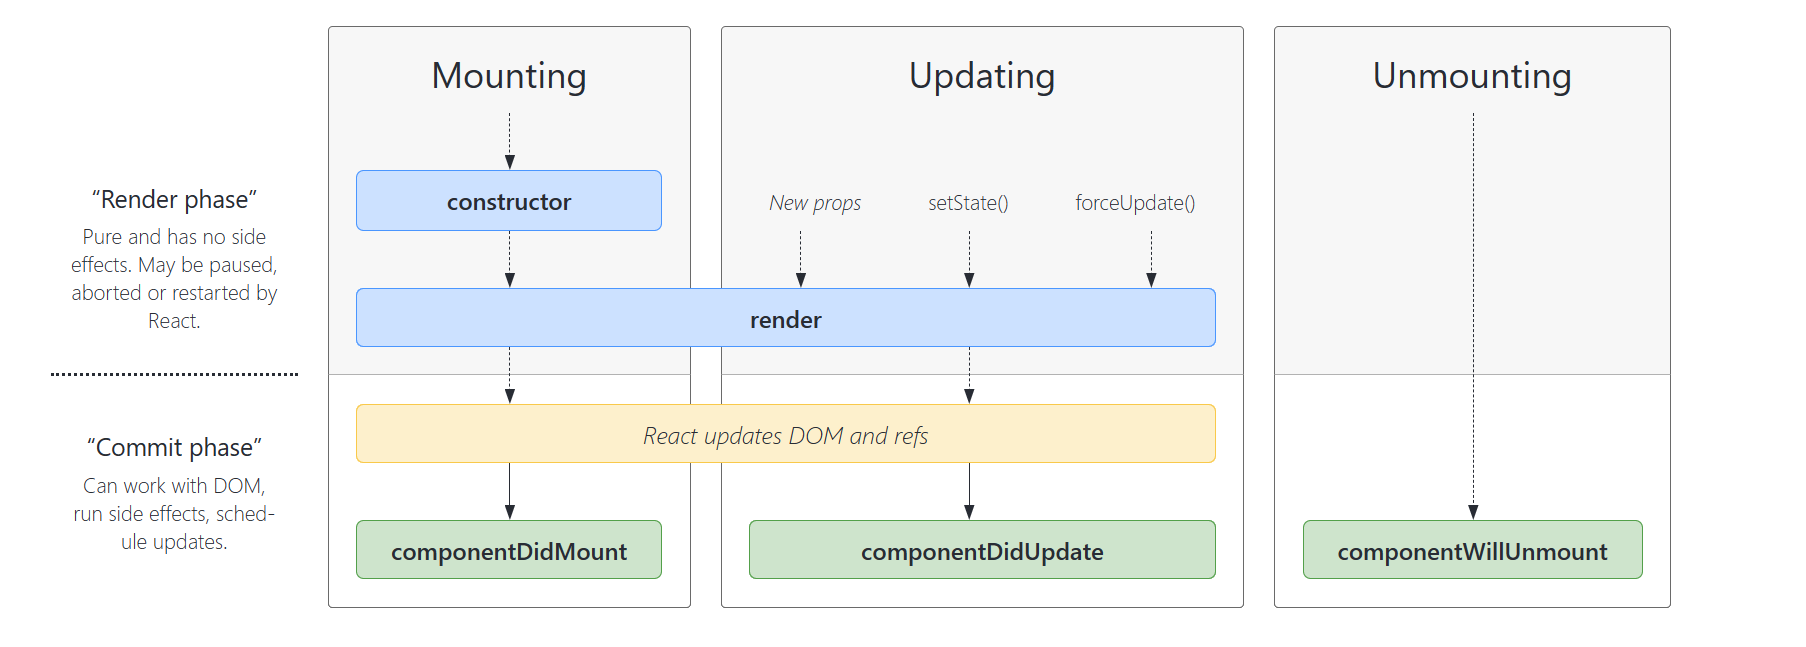 Mounting
Updating
Unmounting
“Render phase”
Pure and has no side
effects. May be paused,
aborted or restarted by
React.
constructor
New props
setState()
forceUpdate()
render
“Commit phase”
Can work with DOM,
run side effects, sched-
ule updates.
React updates DOM and refs
componentDidMount
componentDidUpdate
componentWillUnmount